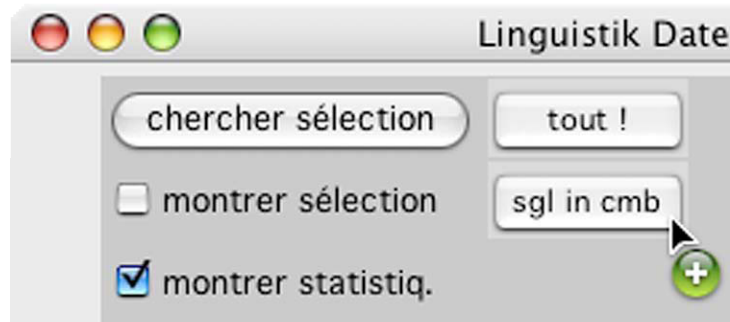 Linguistik Date
chercher sélection
tout !
montrer sélection
sgl in cmb
montrer statistiq.